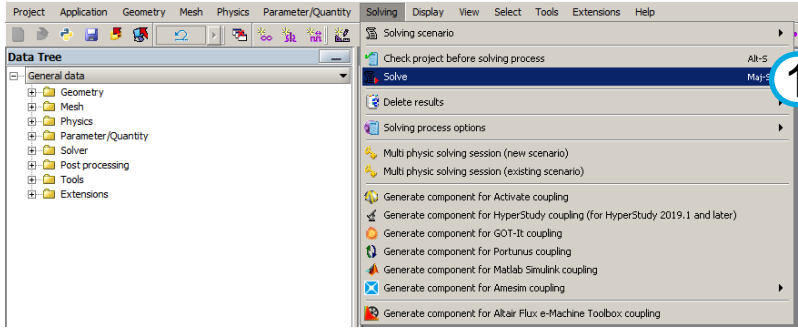 Project Application Geometry Mesh Physics Parameter/Quantity Solving Display View Select Tools Extensions Help
Data Tree
General data
Geometry
Mesh
Physics
Parameter/Quantity
Solver
Post processing
Tools
Extensions
Solving scenario
Check project before solving process Alt-S
Solve Maj-S
1
Delete results
Solving process options
Multi physic solving session (new scenario)
Multi physic solving session (existing scenario)
Generate component for Activate coupling
Generate component for HyperStudy coupling (for HyperStudy 2019.1 and later)
Generate component for GOT-It coupling
Generate component for Portunus coupling
Generate component for Matlab Simulink coupling
Generate component for Amesim coupling
Generate component for Altair Flux e-Machine Toolbox coupling